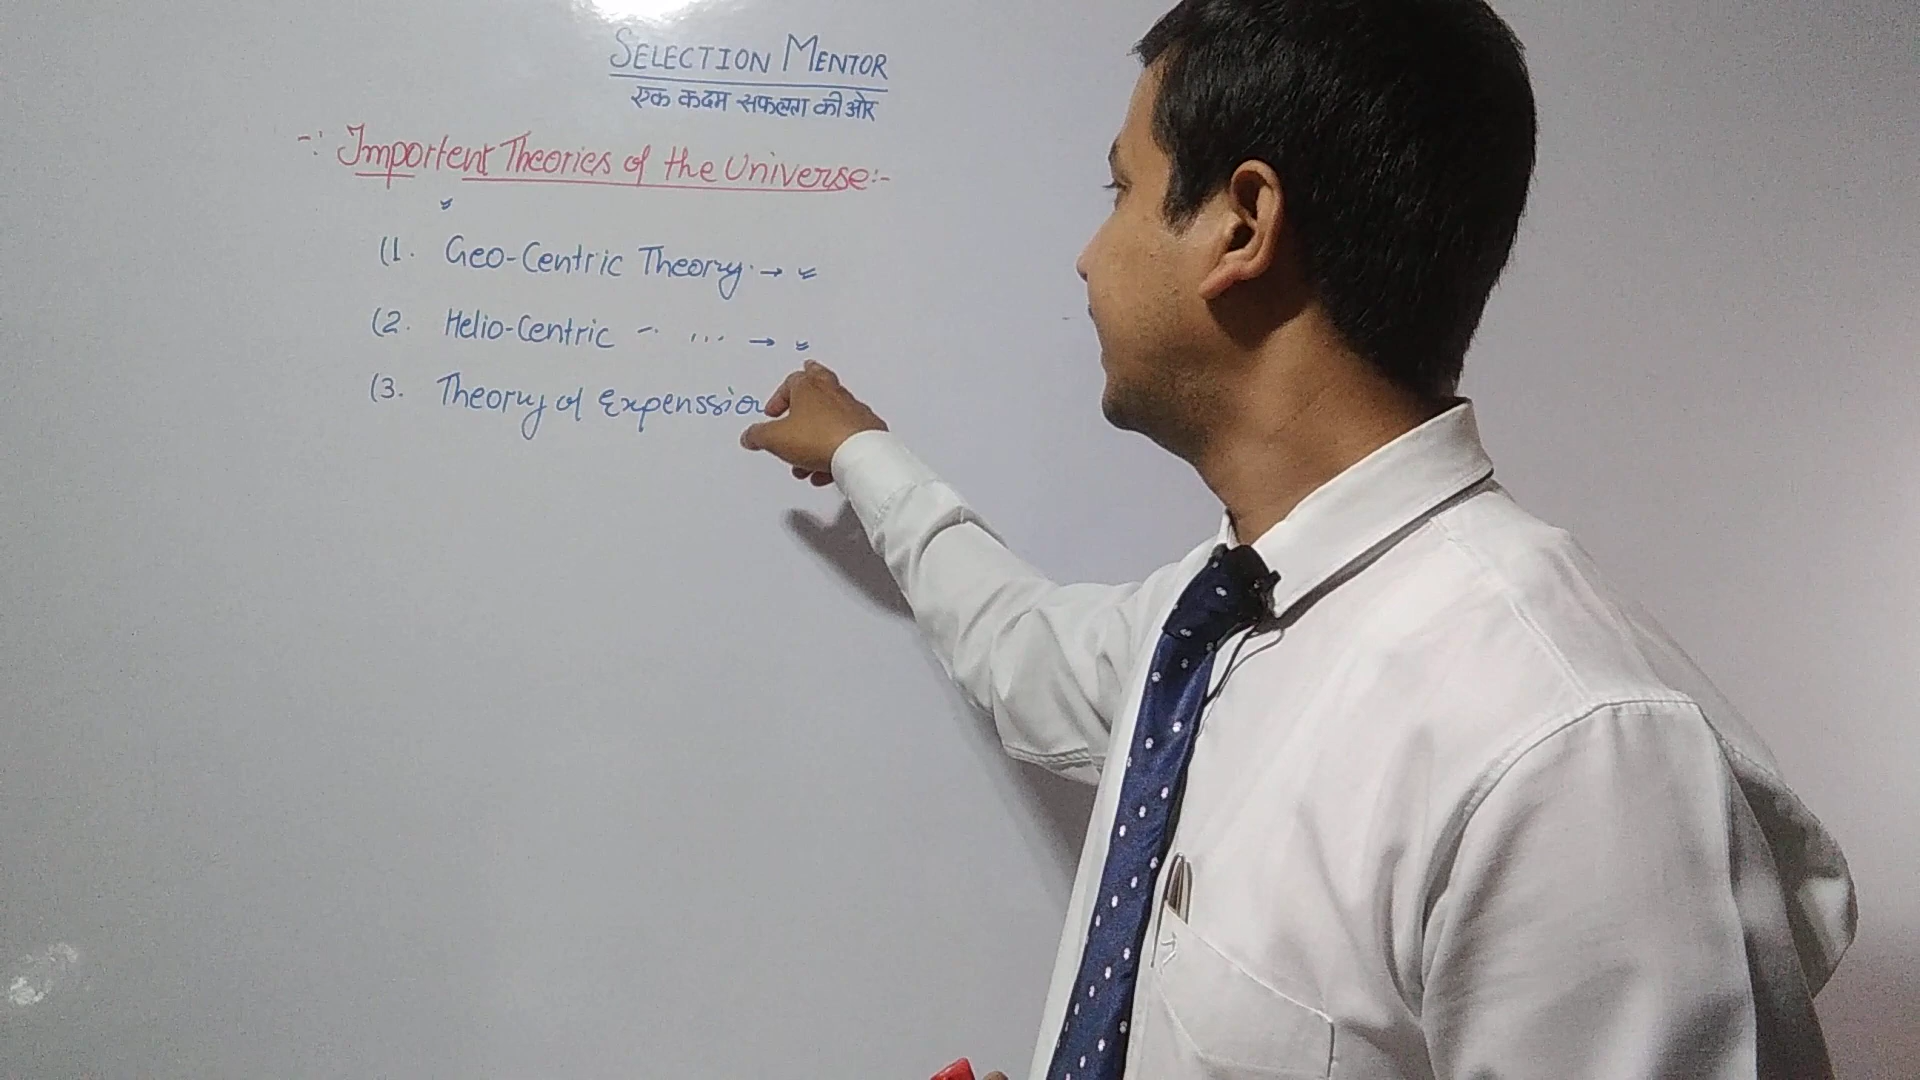 SELECTION MENTOR
एक कदम सफलता की ओर
-: Importent Theories of the Universe:-
(1. Geo-Centric Theory. →
(2. Helio-Centric -. ... →
(3. Theory of Expenssion